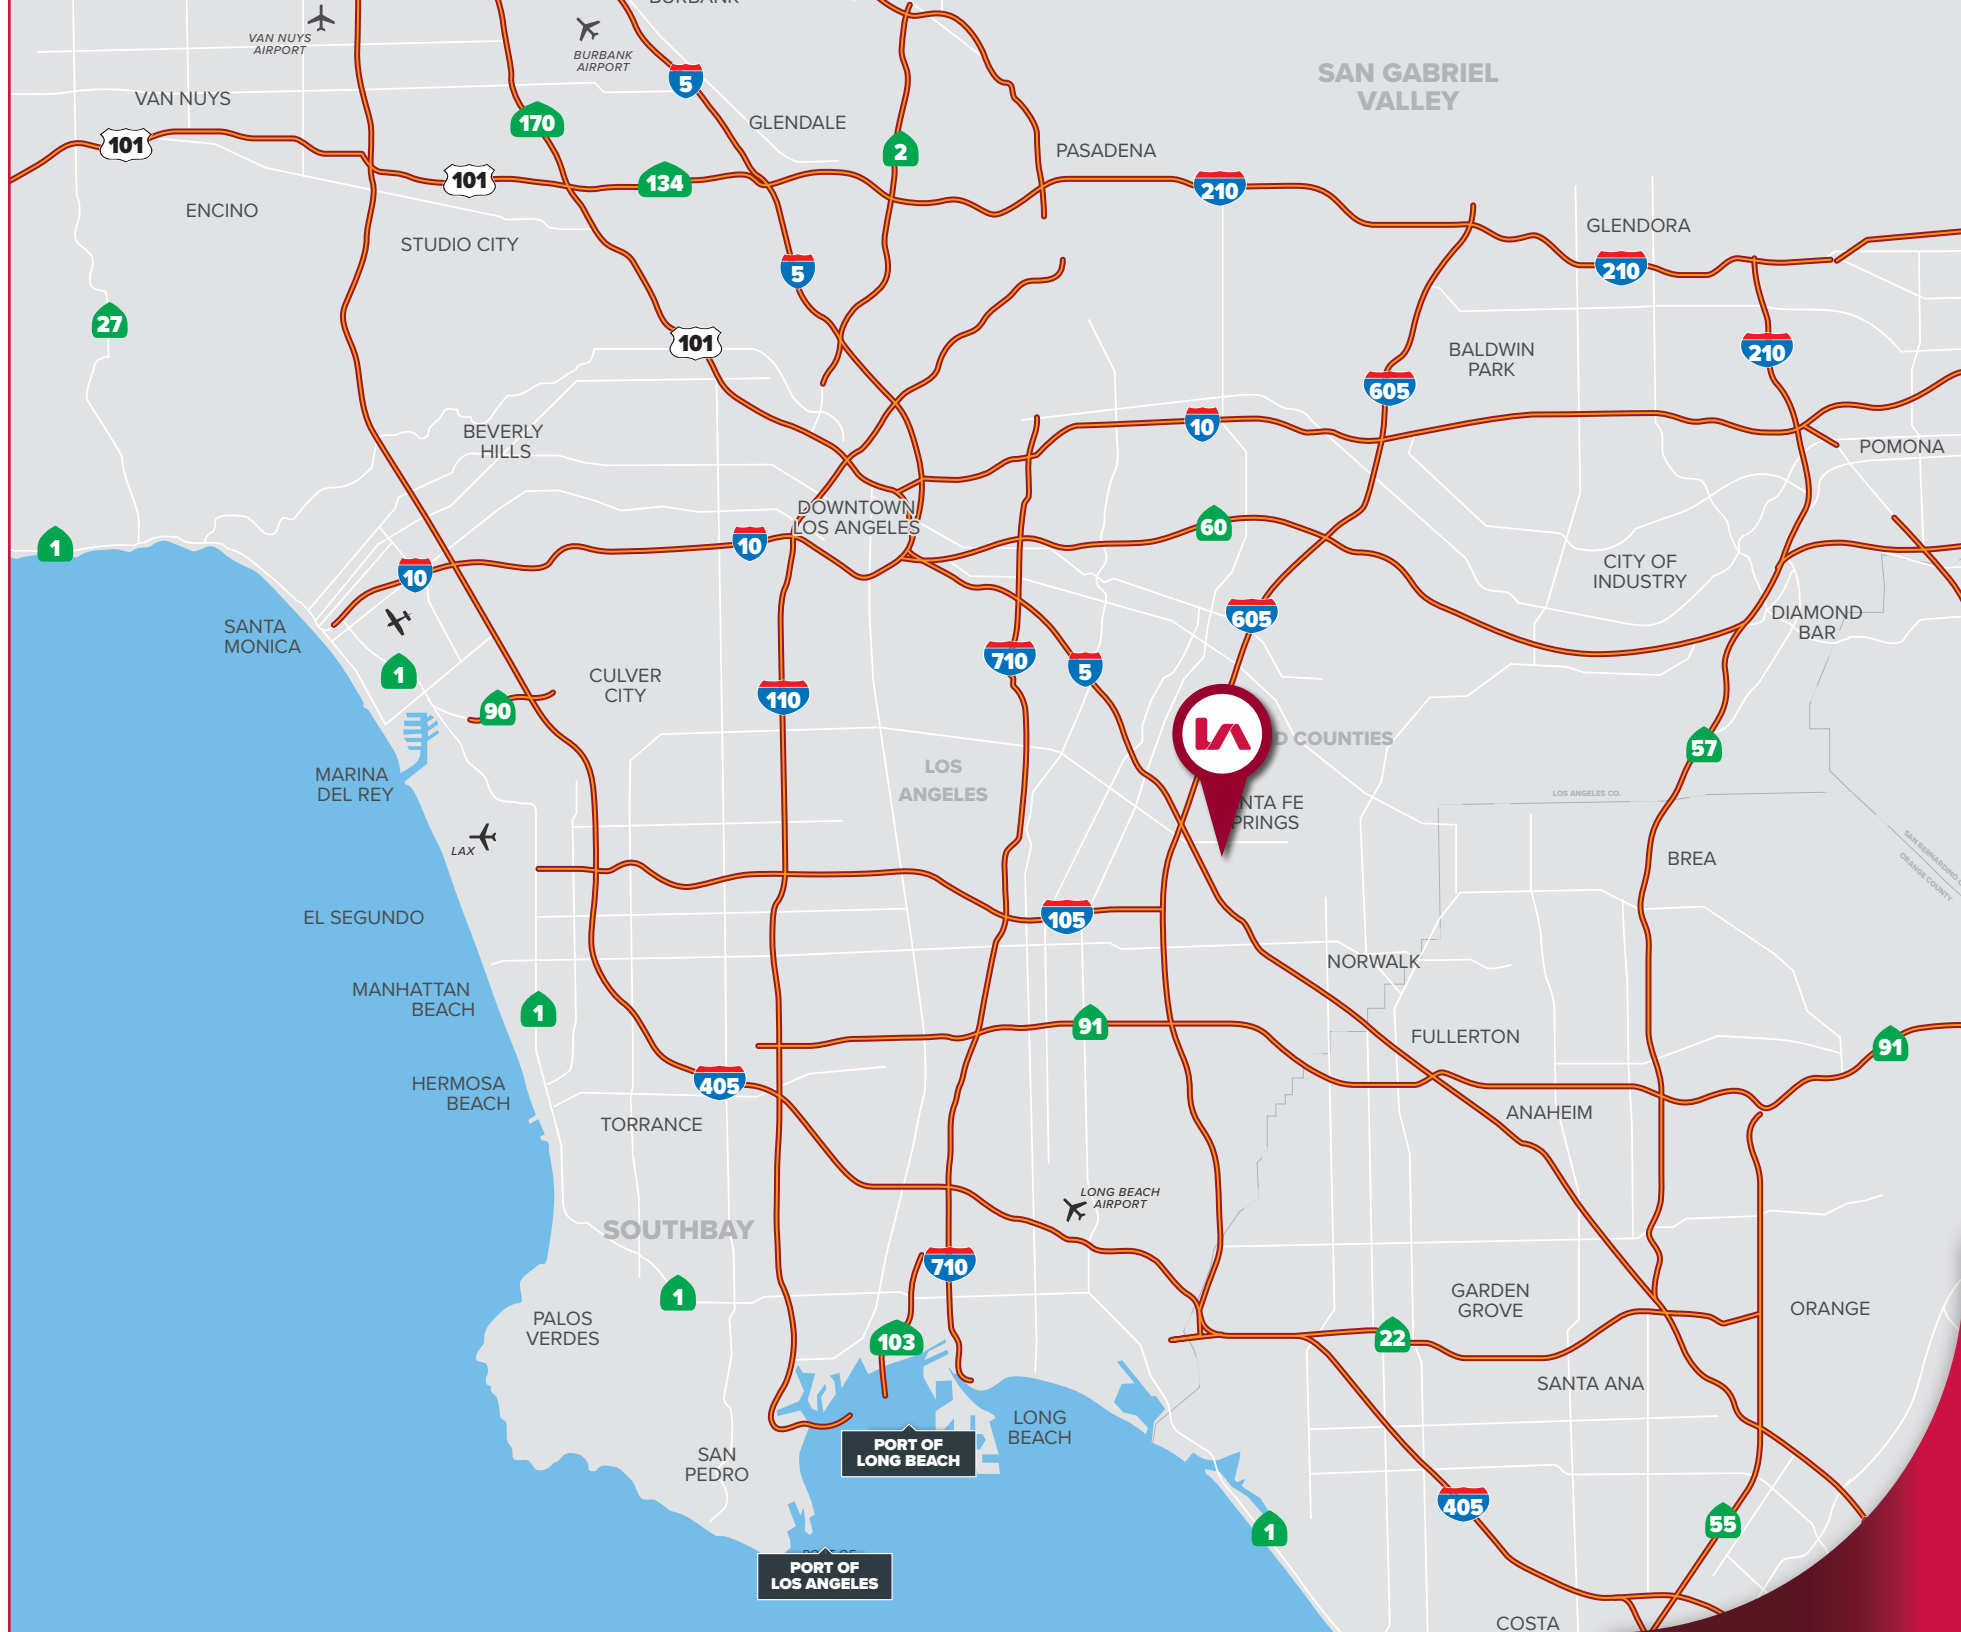 BURBANK
VAN NUYS
AIRPORT
BURBANK
AIRPORT
5
SAN GABRIEL
VALLEY
VAN NUYS
170
GLENDALE
101
2
PASADENA
101
134
210
ENCINO
STUDIO CITY
GLENDORA
5
210
27
101
BALDWIN
PARK
210
605
BEVERLY
HILLS
10
POMONA
DOWNTOWN
LOS ANGELES
60
1
10
10
CITY OF
INDUSTRY
605
DIAMOND
BAR
SANTA
MONICA
1
710
5
CULVER
CITY
110
90
D COUNTIES
57
LOS
ANGELES
MARINA
DEL REY
LOS ANGELES CO.
NTA FE
PRINGS
LAX
BREA
ORANGE COUNTY
EL SEGUNDO
105
NORWALK
MANHATTAN
BEACH
1
91
FULLERTON
91
HERMOSA
BEACH
405
TORRANCE
ANAHEIM
LONG BEACH
AIRPORT
SOUTHBAY
710
1
GARDEN
GROVE
ORANGE
PALOS
VERDES
103
22
SANTA ANA
LONG
BEACH
PORT OF
LONG BEACH
SAN
PEDRO
405
55
1
PORT OF
LOS ANGELES
COSTA